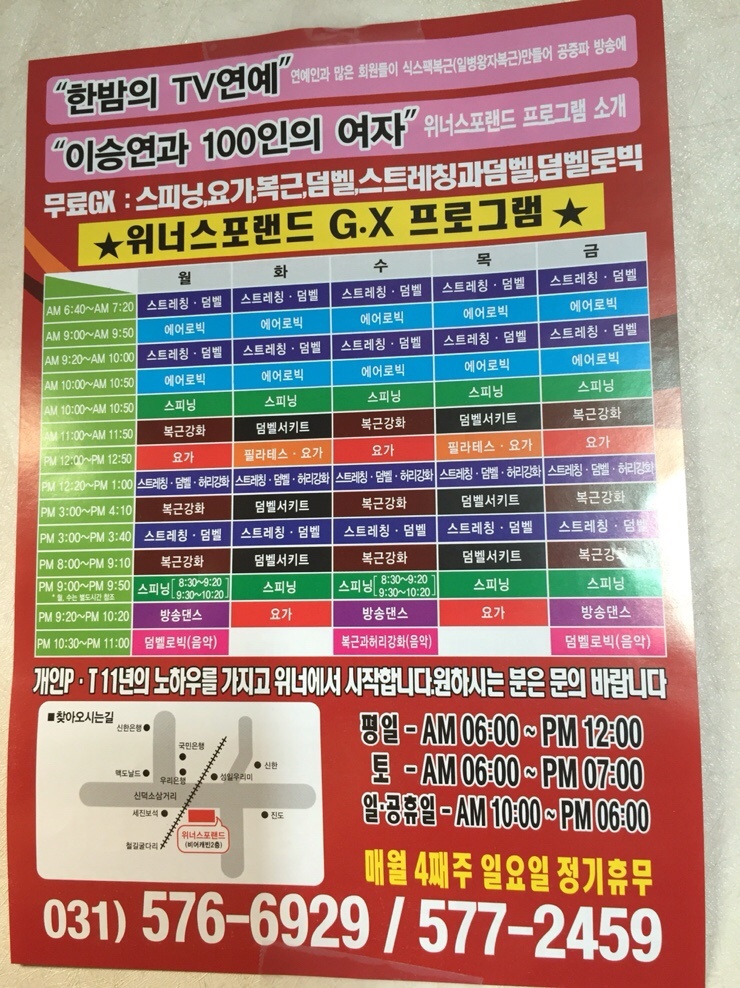 "한밤의 TV연예" 연예인과 많은 회원들이 식스팩복근(일병왕자복근)만들어 공중파 방송에
"이승연과 100인의 여자" 위너스포랜드 프로그램 소개
무료GX : 스피닝,요가,복근,덤벨,스트레칭과덤벨,덤벨로빅
★위너스포랜드 G.X 프로그램★
월 화 수 목 금
AM 6:40~AM 7:20 스트레칭·덤벨 스트레칭·덤벨 스트레칭·덤벨 스트레칭·덤벨 스트레칭·덤벨
AM 9:00~AM 9:50 에어로빅 에어로빅 에어로빅 에어로빅 에어로빅
AM 9:20~AM 10:00 스트레칭·덤벨 스트레칭·덤벨 스트레칭·덤벨 스트레칭·덤벨 스트레칭·덤벨
AM 10:00~AM 10:50 에어로빅 에어로빅 에어로빅 에어로빅 에어로빅
AM 10:00~AM 10:50 스피닝 스피닝 스피닝 스피닝 스피닝
AM 11:00~AM 11:50 복근강화 덤벨서키트 복근강화 덤벨서키트 복근강화
PM 12:00~PM 12:50 요가 필라테스·요가 요가 필라테스·요가 요가
PM 12:20~PM 1:00 스트레칭·덤벨·허리강화 스트레칭·덤벨·허리강화 스트레칭·덤벨·허리강화 스트레칭·덤벨·허리강화 스트레칭·덤벨·허리강화
PM 3:00~PM 4:10 복근강화 덤벨서키트 복근강화 덤벨서키트 복근강화
PM 3:00~PM 3:40 스트레칭·덤벨 스트레칭·덤벨 스트레칭·덤벨 스트레칭·덤벨 스트레칭·덤벨
PM 8:00~PM 9:10 복근강화 덤벨서키트 복근강화 덤벨서키트 복근강화
PM 9:00~PM 9:50 스피닝[8:30~9:20 스피닝 스피닝[8:30~9:20 스피닝 스피닝
* 월, 수는 별도시간 참조 9:30~10:20] 9:30~10:20]
PM 9:20~PM 10:20 방송댄스 요가 방송댄스 요가 방송댄스
PM 10:30~PM 11:00 덤벨로빅(음악) 복근과허리강화(음악) 덤벨로빅(음악)
개인P·T 11년의 노하우를 가지고 위너에서 시작합니다.원하시는 분은 문의 바랍니다
■찾아오시는길
신한은행
국민은행
맥도날드
우리은행
신한
섬일우리미
신덕소삼거리
세진보석
진도
위너스포랜드
(비어캐빈2층)
철길굴다리
평일 - AM 06:00 ~ PM 12:00
토 - AM 06:00 ~ PM 07:00
일·공휴일 - AM 10:00 ~ PM 06:00
매월 4째주 일요일 정기휴무
031) 576-6929 / 577-2459